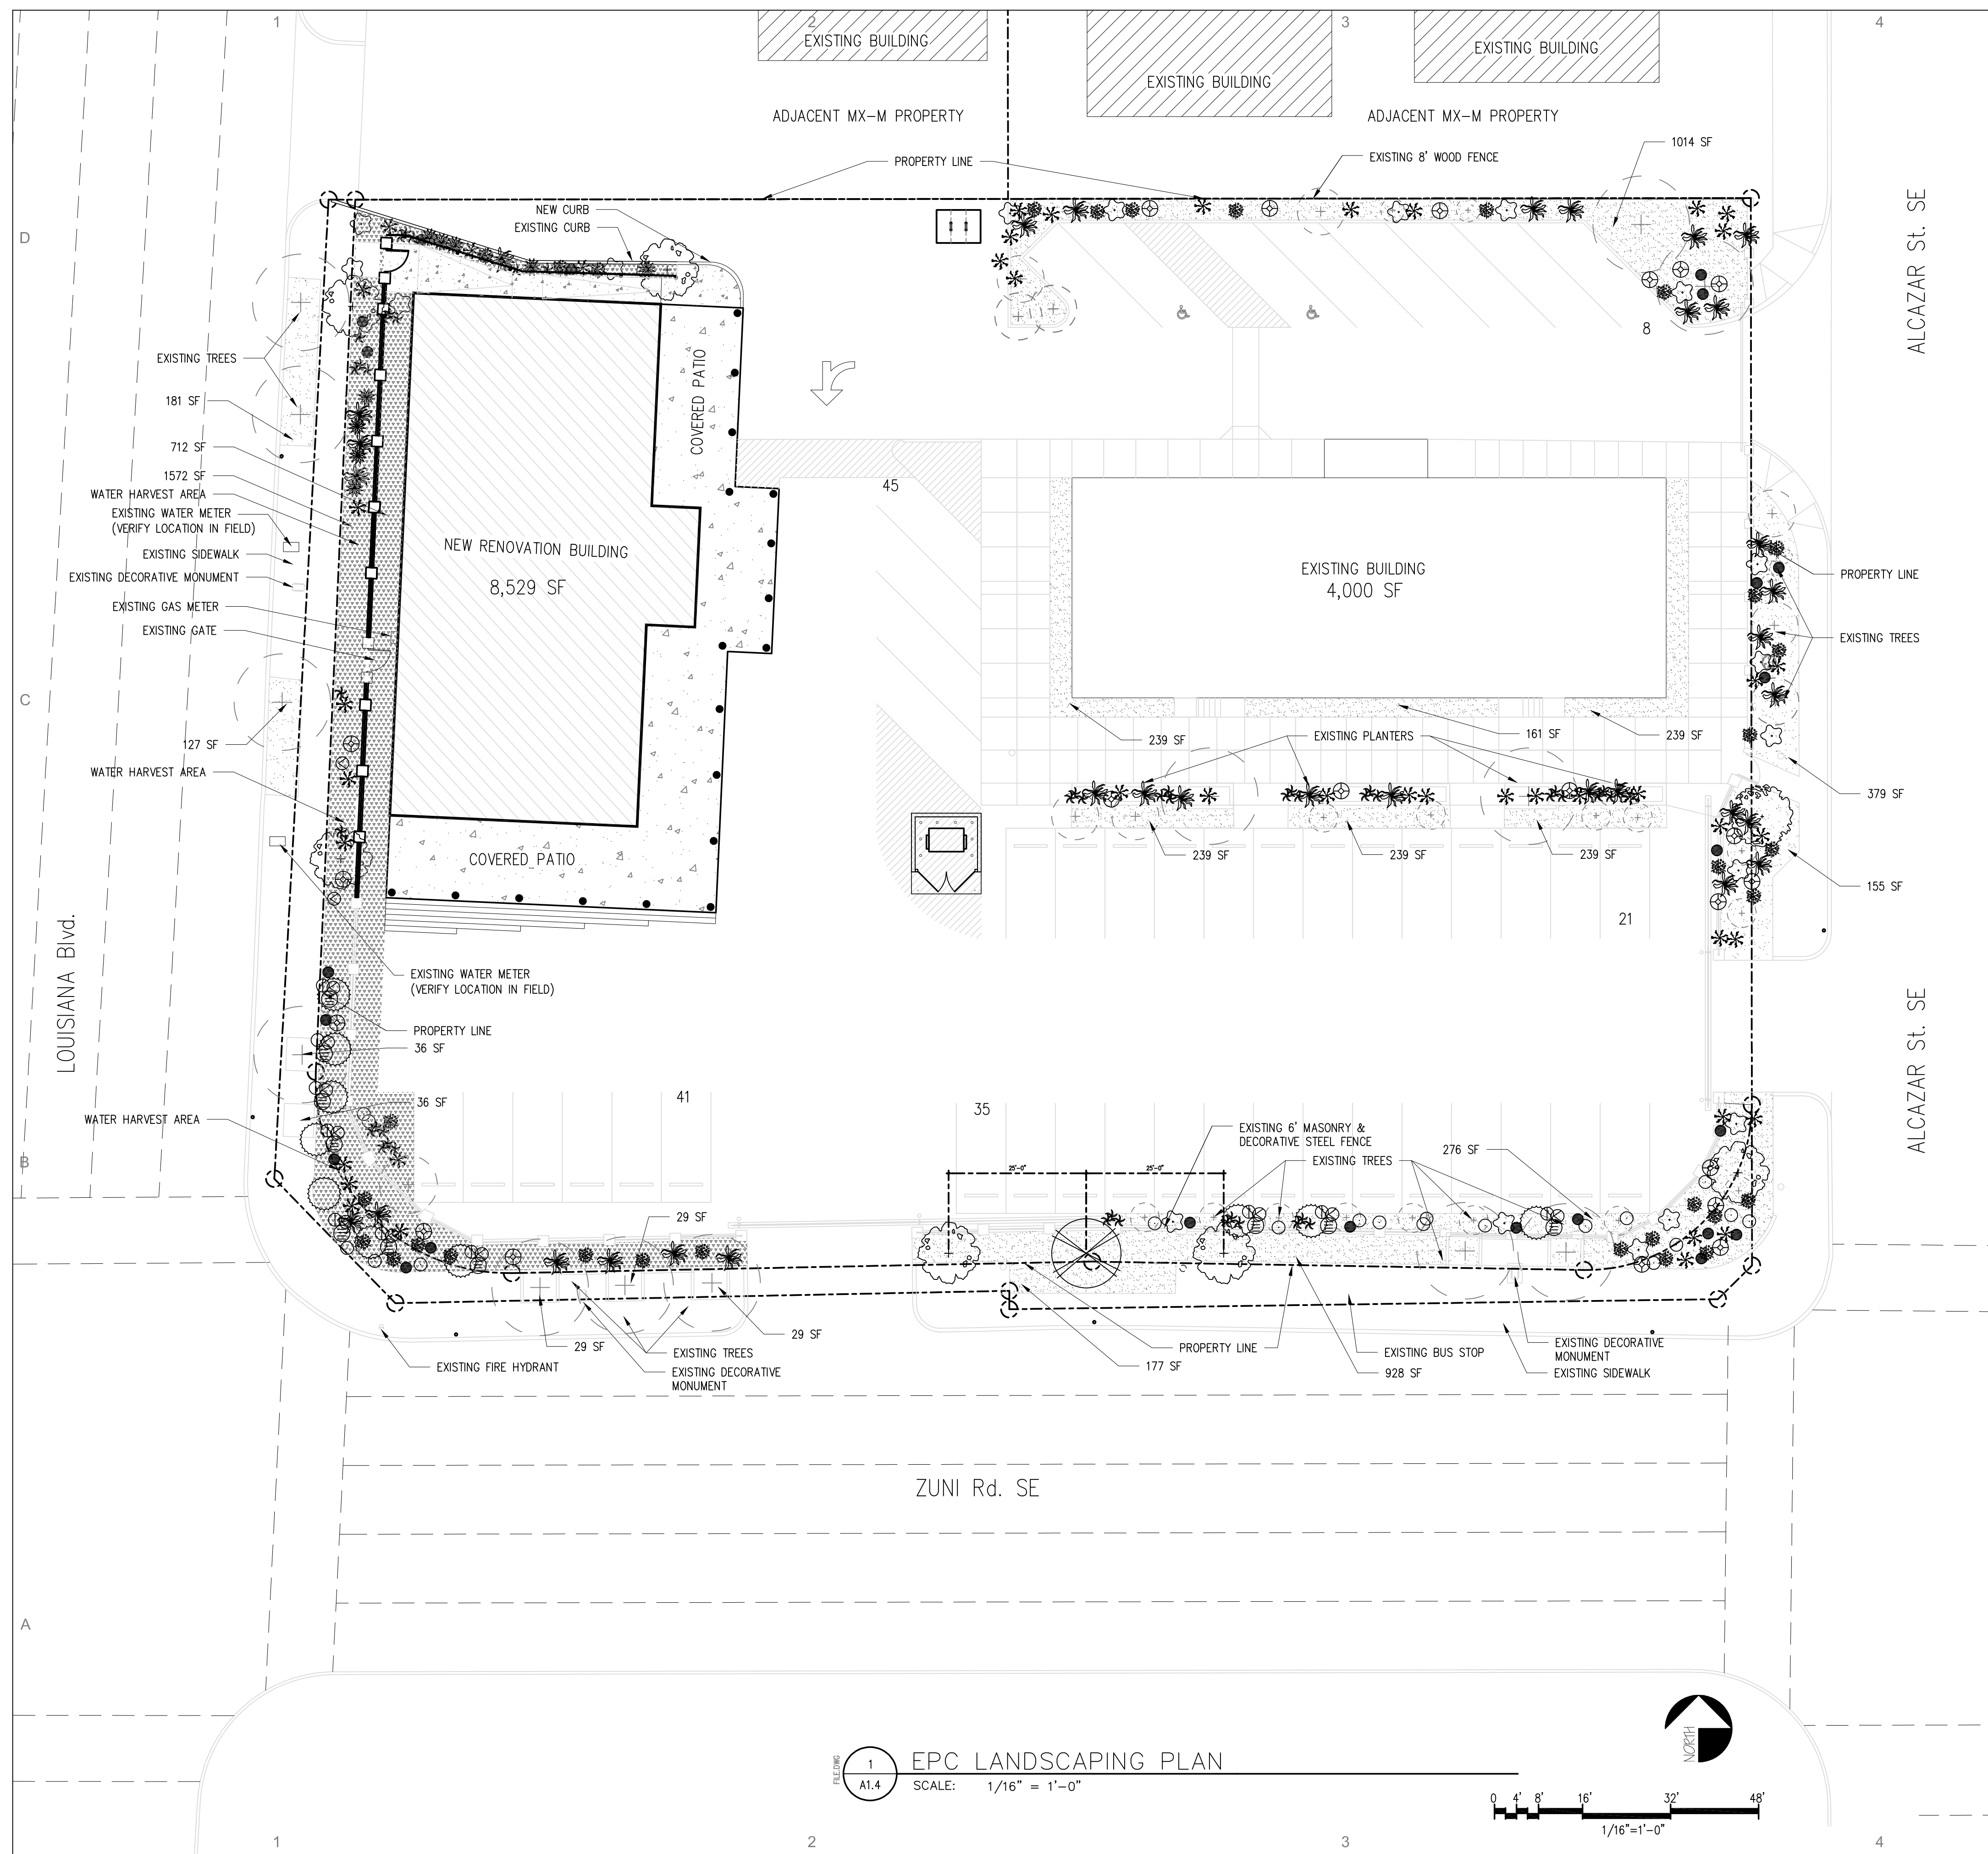 1
2
3
4
EXISTING BUILDING
EXISTING BUILDING
EXISTING BUILDING
ADJACENT MX-M PROPERTY
ADJACENT MX-M PROPERTY
1014 SF
PROPERTY LINE
EXISTING 8' WOOD FENCE
NEW CURB
EXISTING CURB
D
ALCAZAR St. SE
8
EXISTING TREES
181 SF
712 SF
1572 SF
WATER HARVEST AREA
EXISTING WATER METER
(VERIFY LOCATION IN FIELD)
EXISTING SIDEWALK
EXISTING DECORATIVE MONUMENT
EXISTING GAS METER
EXISTING GATE
COVERED PATIO
45
NEW RENOVATION BUILDING
8,529 SF
EXISTING BUILDING
4,000 SF
PROPERTY LINE
EXISTING TREES
C
127 SF
WATER HARVEST AREA
239 SF
EXISTING PLANTERS
161 SF
239 SF
379 SF
COVERED PATIO
239 SF
239 SF
239 SF
155 SF
21
LOUISIANA Blvd.
EXISTING WATER METER
(VERIFY LOCATION IN FIELD)
PROPERTY LINE
36 SF
ALCAZAR St. SE
41
35
36 SF
WATER HARVEST AREA
EXISTING 6' MASONRY &
DECORATIVE STEEL FENCE
EXISTING TREES
276 SF
B
25'-0"
25'-0"
29 SF
29 SF
29 SF
EXISTING TREES
EXISTING DECORATIVE
MONUMENT
EXISTING FIRE HYDRANT
PROPERTY LINE
177 SF
EXISTING BUS STOP
928 SF
EXISTING DECORATIVE
MONUMENT
EXISTING SIDEWALK
ZUNI Rd. SE
A
NORTH
FILE.DWG
1
A1.4
EPC LANDSCAPING PLAN
SCALE: 1/16" = 1'-0"
0 4' 8' 16' 32' 48'
1/16"=1'-0"
1
2
3
4